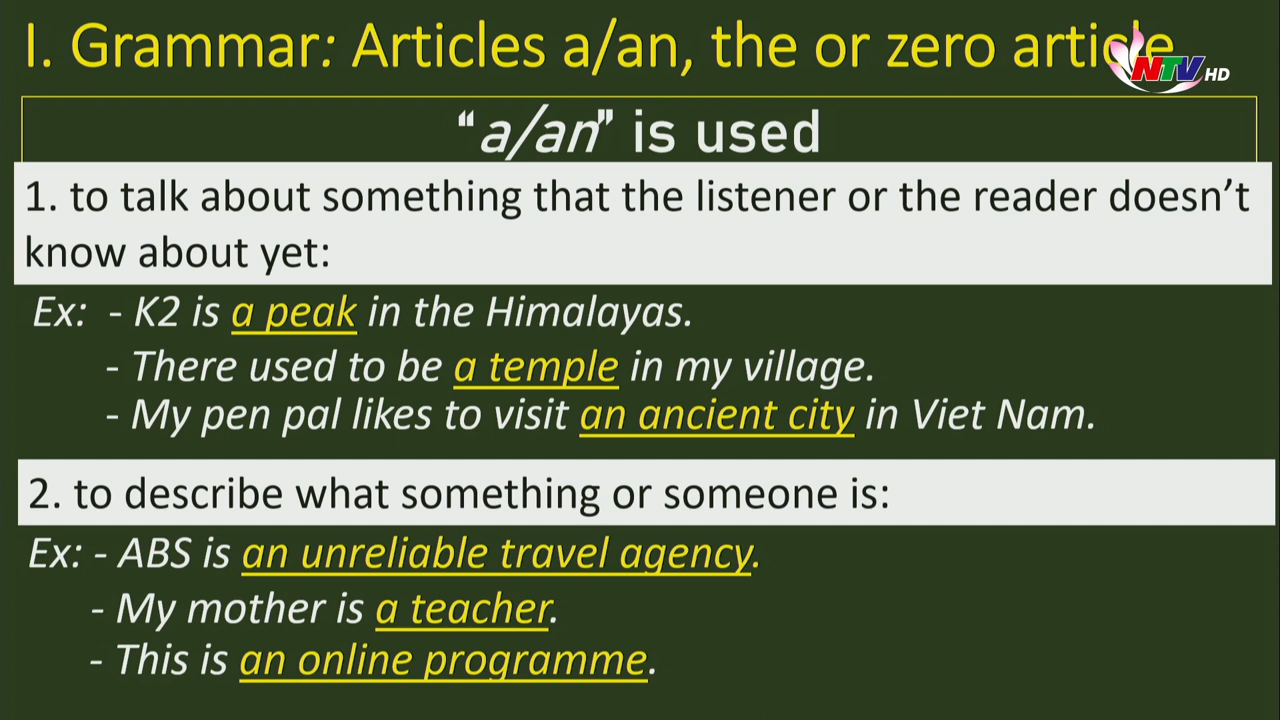 I. Grammar: Articles a/an, the or zero article
NTV HD
“a/an” is used
1. to talk about something that the listener or the reader doesn’t
know about yet:
Ex: - K2 is a peak in the Himalayas.
- There used to be a temple in my village.
- My pen pal likes to visit an ancient city in Viet Nam.
2. to describe what something or someone is:
Ex: - ABS is an unreliable travel agency.
- My mother is a teacher.
- This is an online programme.